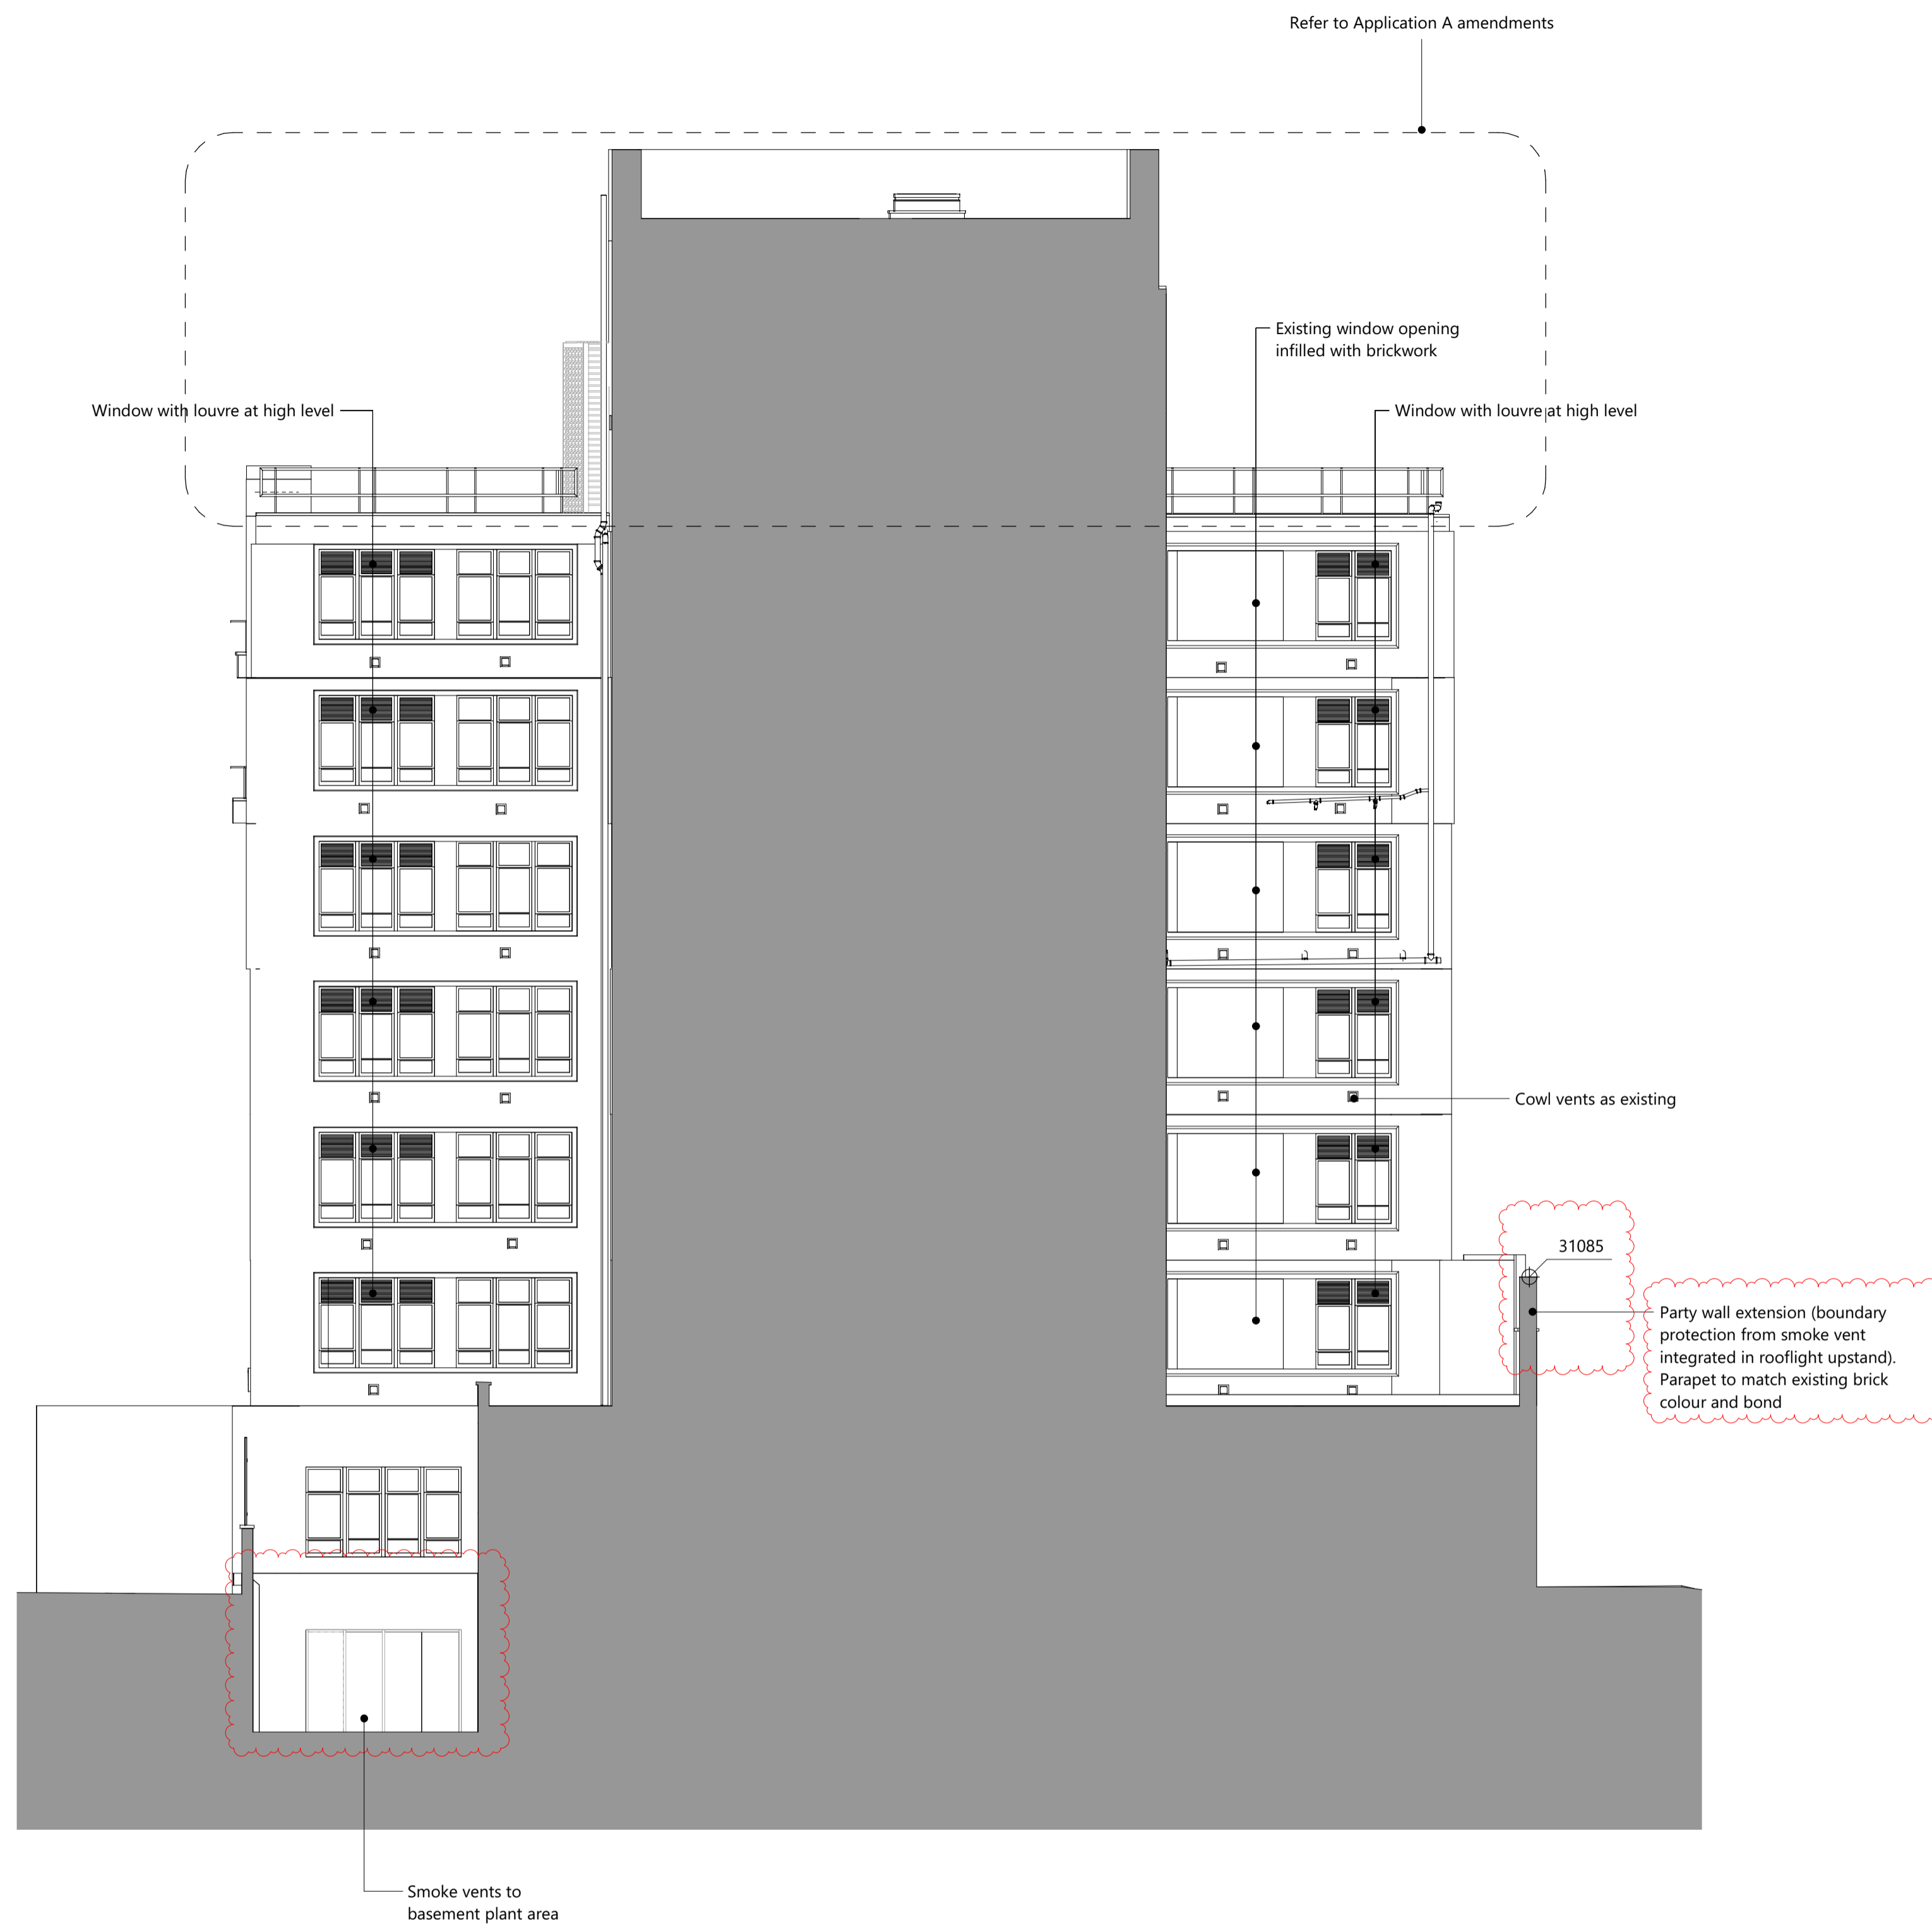 Refer to Application A amendments
Existing window opening
infilled with brickwork
Window with louvre at high level
Window with louvre at high level
Cowl vents as existing
31085
Party wall extension (boundary
protection from smoke vent
integrated in rooflight upstand).
Parapet to match existing brick
colour and bond
Smoke vents to
basement plant area